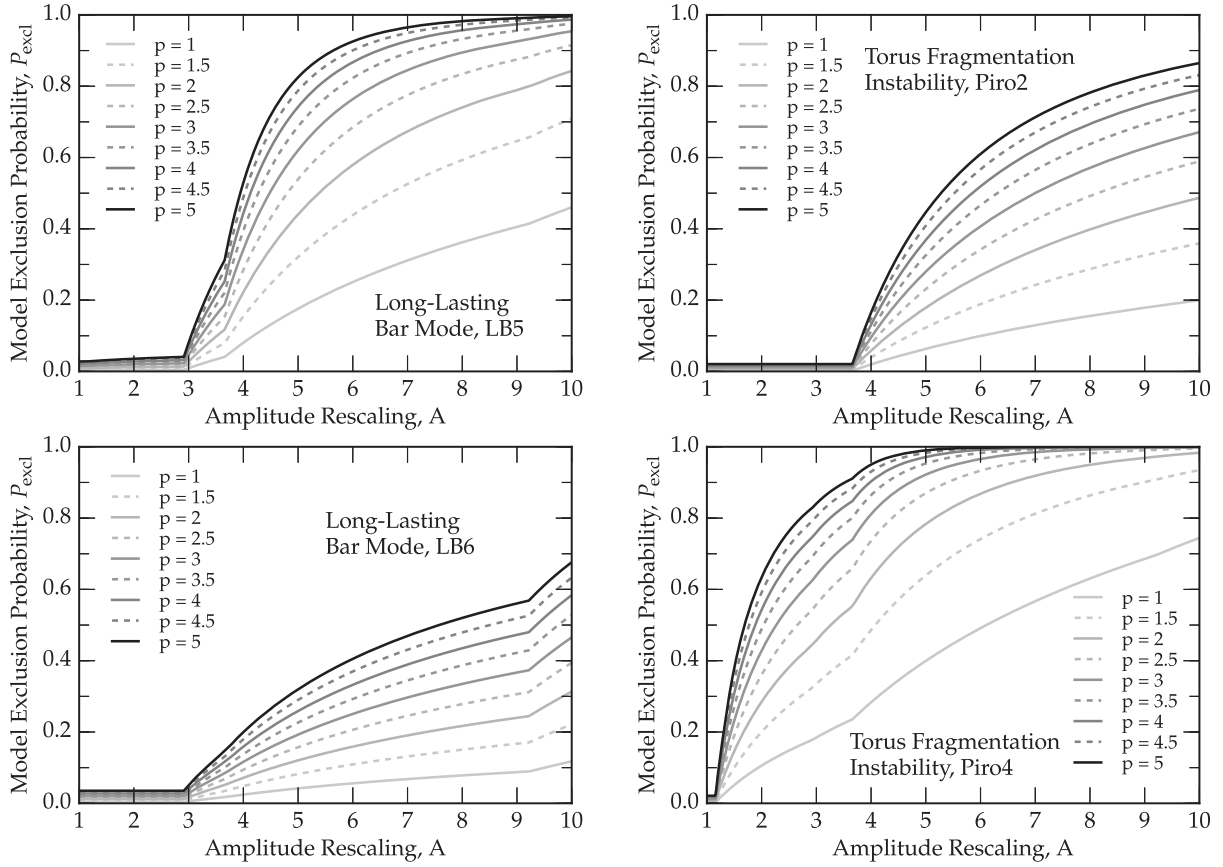 Model Exclusion Probability, P_excl
1.0
0.8
0.6
0.4
0.2
0.0
p = 1
p = 1.5
p = 2
p = 2.5
p = 3
p = 3.5
p = 4
p = 4.5
p = 5
Long-Lasting
Bar Mode, LB5
1 2 3 4 5 6 7 8 9 10
Amplitude Rescaling, A
Model Exclusion Probability, P_excl
1.0
0.8
0.6
0.4
0.2
0.0
p = 1
p = 1.5
p = 2
p = 2.5
p = 3
p = 3.5
p = 4
p = 4.5
p = 5
Torus Fragmentation
Instability, Piro2
1 2 3 4 5 6 7 8 9 10
Amplitude Rescaling, A
Model Exclusion Probability, P_excl
1.0
0.8
0.6
0.4
0.2
0.0
p = 1
p = 1.5
p = 2
p = 2.5
p = 3
p = 3.5
p = 4
p = 4.5
p = 5
Long-Lasting
Bar Mode, LB6
1 2 3 4 5 6 7 8 9 10
Amplitude Rescaling, A
Model Exclusion Probability, P_excl
1.0
0.8
0.6
0.4
0.2
0.0
p = 1
p = 1.5
p = 2
p = 2.5
p = 3
p = 3.5
p = 4
p = 4.5
p = 5
Torus Fragmentation
Instability, Piro4
1 2 3 4 5 6 7 8 9 10
Amplitude Rescaling, A